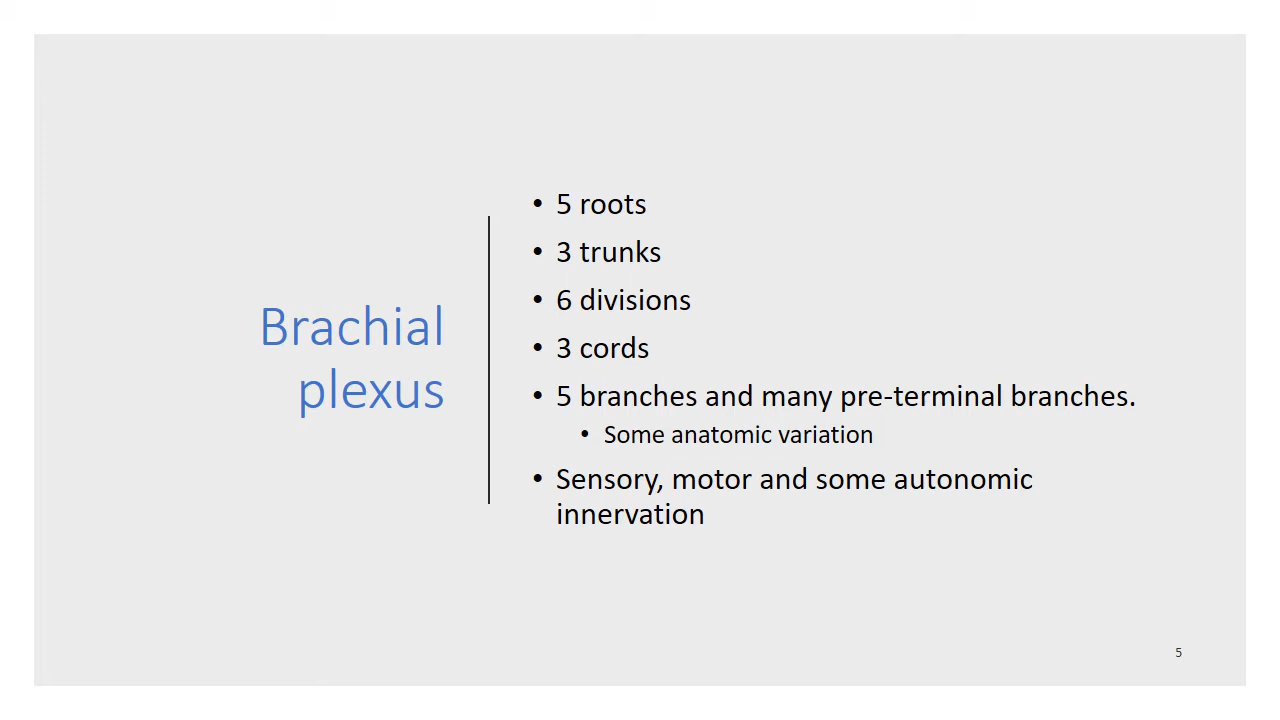 Brachial
plexus
• 5 roots
• 3 trunks
• 6 divisions
• 3 cords
• 5 branches and many pre-terminal branches.
• Some anatomic variation
• Sensory, motor and some autonomic
innervation
5